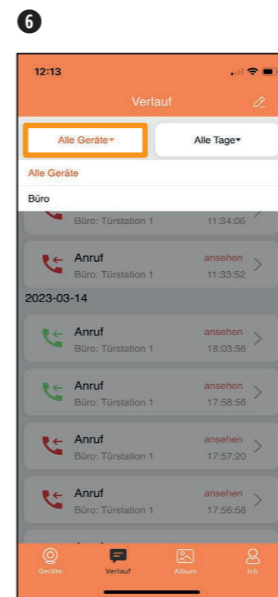 6
12:13
Verlauf
Alle Geräte▾ Alle Tage▾
Alle Geräte
Büro
Büro: Türstation 1 11:34:06
Anruf ansehen
Büro: Türstation 1 11:33:52
2023-03-14
Anruf ansehen
Büro: Türstation 1 18:03:56
Anruf ansehen
Büro: Türstation 1 17:58:56
Anruf ansehen
Büro: Türstation 1 17:57:20
Anruf ansehen
Büro: Türstation 1 17:56:58
Geräte Verlauf Album Ich